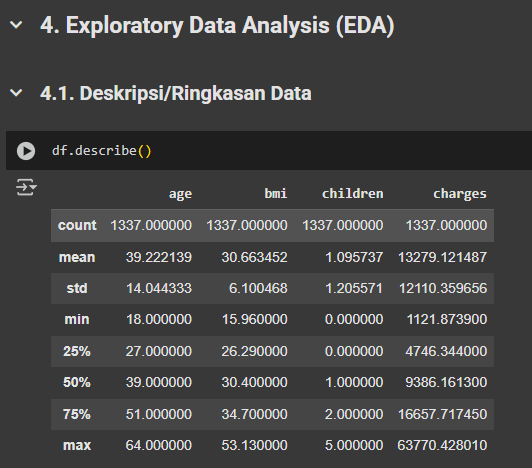 4. Exploratory Data Analysis (EDA)
4.1. Deskripsi/Ringkasan Data
df.describe()
age bmi children charges
count 1337.000000 1337.000000 1337.000000 1337.000000
mean 39.222139 30.663452 1.095737 13279.121487
std 14.044333 6.100468 1.205571 12110.359656
min 18.000000 15.960000 0.000000 1121.873900
25% 27.000000 26.290000 0.000000 4746.344000
50% 39.000000 30.400000 1.000000 9386.161300
75% 51.000000 34.700000 2.000000 16657.717450
max 64.000000 53.130000 5.000000 63770.428010